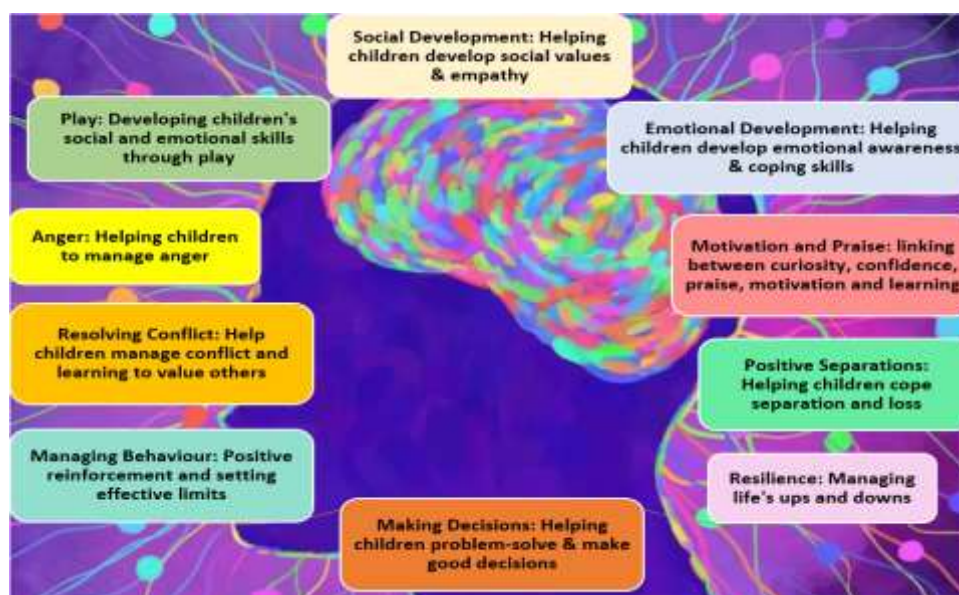 Social Development: Helping
children develop social values
& empathy
Play: Developing children's
social and emotional skills
through play
Emotional Development: Helping
children develop emotional awareness
& coping skills
Anger: Helping children
to manage anger
Motivation and Praise: linking
between curiosity, confidence,
praise, motivation and learning
Resolving Conflict: Help
children manage conflict and
learning to value others
Positive Separations:
Helping children cope
separation and loss
Managing Behaviour: Positive
reinforcement and setting
effective limits
Resilience: Managing
life's ups and downs
Making Decisions: Helping
children problem-solve & make
good decisions